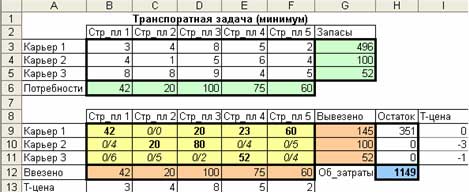 A B C D E F G H I
1 Транспоратная задача (минимум)
2 Стр_пл 1 Стр_пл 2 Стр_пл 3 Стр_пл 4 Стр_пл 5 Запасы
3 Карьер 1 3 4 8 5 2 496
4 Карьер 2 4 1 5 6 4 100
5 Карьер 3 8 8 9 4 5 52
6 Потребности 42 20 100 75 60
7
8 Стр_пл 1 Стр_пл 2 Стр_пл 3 Стр_пл 4 Стр_пл 5 Вывезено Остаток Т-цена
9 Карьер 1 42 0/0 20 23 60 145 351 0
10 Карьер 2 0/4 20 80 0/4 0/5 100 0 -3
11 Карьер 3 0/6 0/5 0/2 52 0/4 52 0 -1
12 Ввезено 42 20 100 75 60 Об_затраты 1149
13 Т-цена 3 4 8 5 2